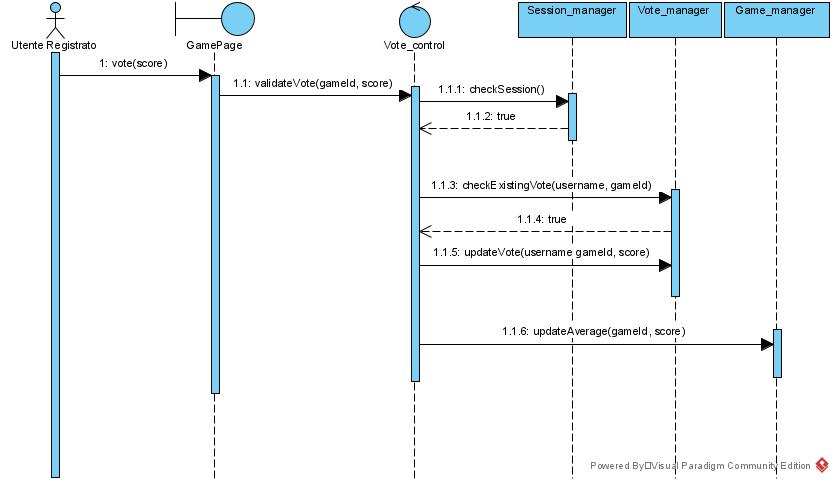 Session_manager
Vote_manager
Game_manager
Utente Registrato
GamePage
Vote_control
1: vote(score)
1.1: validateVote(gameId, score)
1.1.1: checkSession()
1.1.2: true
1.1.3: checkExistingVote(username, gameId)
1.1.4: true
1.1.5: updateVote(username gameId, score)
1.1.6: updateAverage(gameId, score)
Powered By□Visual Paradigm Community Edition